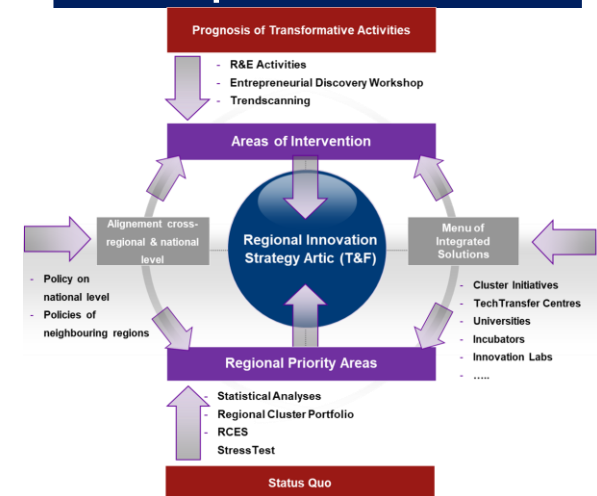 Prognosis of Transformative Activities
- R&E Activities
- Entrepreneurial Discovery Workshop
- Trendscanning
Areas of Intervention
Alignement cross-
regional & national
level
Regional Innovation
Strategy Artic (T&F)
Menu of
Integrated
Solutions
- Policy on
national level
- Policies of
neighbouring regions
- Cluster Initiatives
- TechTransfer Centres
- Universities
- Incubators
- Innovation Labs
- .....
Regional Priority Areas
- Statistical Analyses
- Regional Cluster Portfolio
- RCES
StressTest
Status Quo